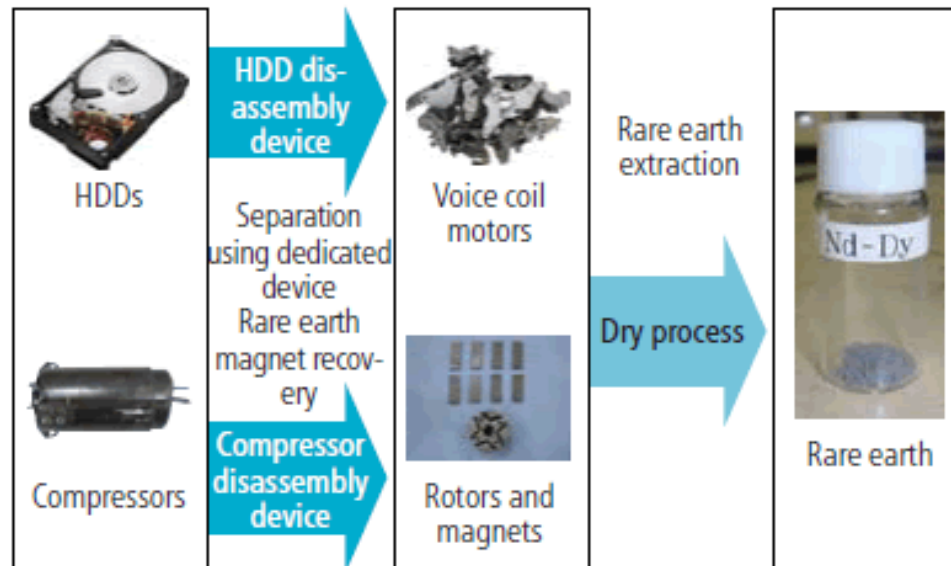 HDD dis-
assembly
device
HDDs
Voice coil
motors
Separation
using dedicated
device
Rare earth
magnet recov-
ery
Compressors
Compressor
disassembly
device
Rotors and
magnets
Rare earth
extraction
Dry process
Nd-Dy
Rare earth